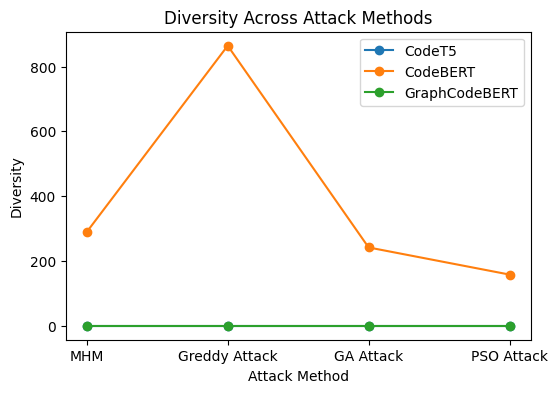 Diversity Across Attack Methods
CodeT5
CodeBERT
GraphCodeBERT
Diversity
800
600
400
200
0
MHM
Greddy Attack
GA Attack
PSO Attack
Attack Method